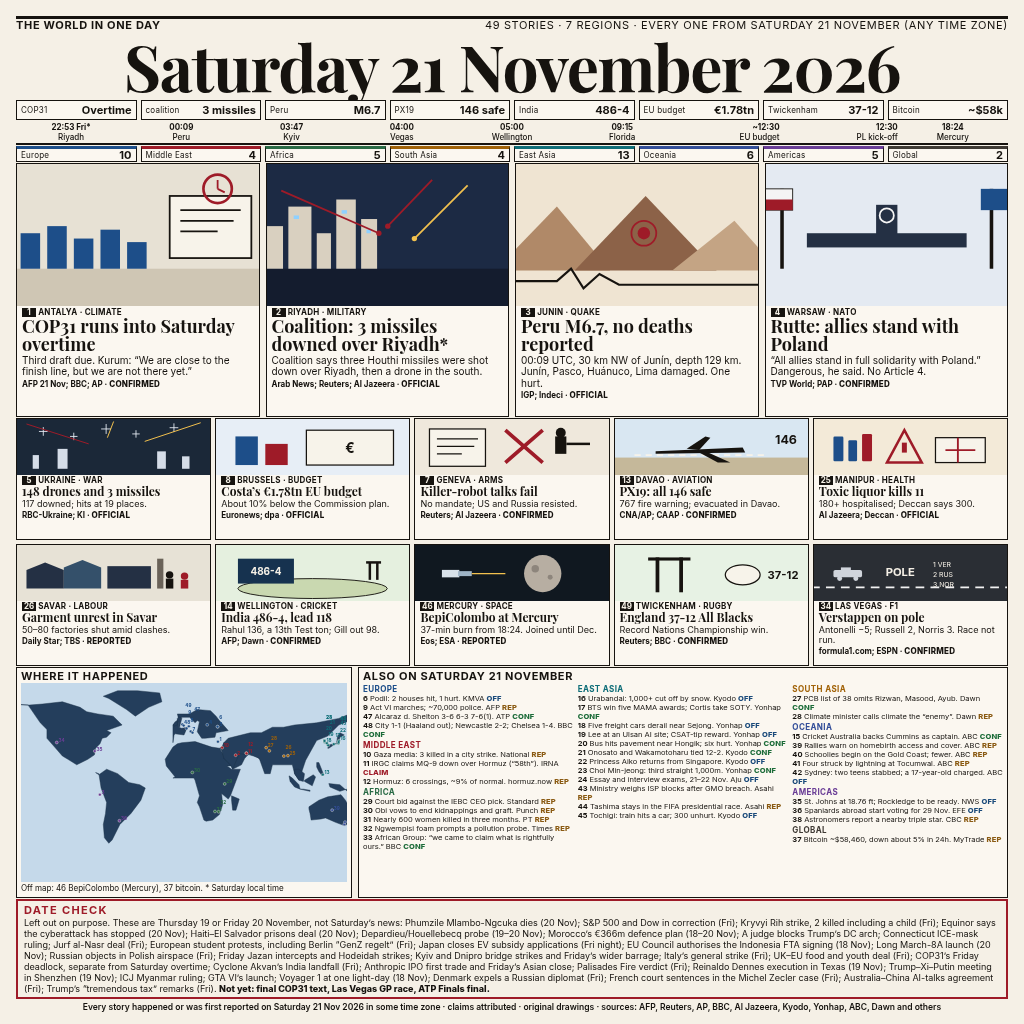 THE WORLD IN ONE DAY
49 STORIES · 7 REGIONS · EVERY ONE FROM SATURDAY 21 NOVEMBER (ANY TIME ZONE)
Saturday 21 November 2026
COP31 Overtime
coalition 3 missiles
Peru M6.7
PX19 146 safe
India 486-4
EU budget €1.78tn
Twickenham 37-12
Bitcoin ~$58k
22:53 Fri* 00:09 03:47 04:00 05:00 09:15 ~12:30 12:30 18:24
Riyadh Peru Kyiv Vegas Wellington Florida EU budget PL kick-off Mercury
Europe 10
Middle East 4
Africa 5
South Asia 4
East Asia 13
Oceania 6
Americas 5
Global 2
1 ANTALYA · CLIMATE
COP31 runs into Saturday
overtime
Third draft due. Kurum: “We are close to the
finish line, but we are not there yet.”
AFP 21 Nov; BBC; AP · CONFIRMED
2 RIYADH · MILITARY
Coalition: 3 missiles
downed over Riyadh*
Coalition says three Houthi missiles were shot
down over Riyadh, then a drone in the south.
Arab News; Reuters; Al Jazeera · OFFICIAL
3 JUNIN · QUAKE
Peru M6.7, no deaths
reported
00:09 UTC, 30 km NW of Junín, depth 129 km.
Junín, Pasco, Huánuco, Lima damaged. One
hurt.
IGP; Indeci · OFFICIAL
4 WARSAW · NATO
Rutte: allies stand with
Poland
“All allies stand in full solidarity with Poland.”
Dangerous, he said. No Article 4.
TVP World; PAP · CONFIRMED
5 UKRAINE · WAR
148 drones and 3 missiles
117 downed; hits at 19 places.
RBC-Ukraine; KI · OFFICIAL
€
8 BRUSSELS · BUDGET
Costa’s €1.78tn EU budget
About 10% below the Commission plan.
Euronews; dpa · OFFICIAL
7 GENEVA · ARMS
Killer-robot talks fail
No mandate; US and Russia resisted.
Reuters; Al Jazeera · CONFIRMED
146
13 DAVAO · AVIATION
PX19: all 146 safe
767 fire warning; evacuated in Davao.
CNA/AP; CAAP · CONFIRMED
25 MANIPUR · HEALTH
Toxic liquor kills 11
180+ hospitalised; Deccan says 300.
Al Jazeera; Deccan · OFFICIAL
26 SAVAR · LABOUR
Garment unrest in Savar
50–80 factories shut amid clashes.
Daily Star; TBS · REPORTED
486-4
14 WELLINGTON · CRICKET
India 486-4, lead 118
Rahul 136, a 13th Test ton; Gill out 98.
AFP; Dawn · CONFIRMED
46 MERCURY · SPACE
BepiColombo at Mercury
37-min burn from 18:24. Joined until Dec.
Eos; ESA · REPORTED
37-12
49 TWICKENHAM · RUGBY
England 37-12 All Blacks
Record Nations Championship win.
Reuters; BBC · CONFIRMED
POLE
1 VER
2 RUS
3 NOR
34 LAS VEGAS · F1
Verstappen on pole
Antonelli −5; Russell 2, Norris 3. Race not
run.
formula1.com; ESPN · CONFIRMED
WHERE IT HAPPENED
Off map: 46 BepiColombo (Mercury), 37 bitcoin. * Saturday local time
ALSO ON SATURDAY 21 NOVEMBER
EUROPE
6 Podil: 2 houses hit, 1 hurt. KMVA OFF
9 Act VI marches; ~70,000 police. AFP REP
47 Alcaraz d. Shelton 3-6 6-3 7-6(1). ATP CONF
48 City 1-1 (Haaland out); Newcastle 2-2; Chelsea 1-4. BBC
CONF
MIDDLE EAST
10 Gaza media: 3 killed in a city strike. National REP
11 IRGC claims MQ-9 down over Hormuz (“58th”). IRNA
CLAIM
12 Hormuz: 6 crossings, ~9% of normal. hormuz.now REP
AFRICA
29 Court bid against the IEBC CEO pick. Standard REP
30 Obi vows to end kidnappings and graft. Punch REP
31 Nearly 600 women killed in three months. PT REP
32 Ngwempisi foam prompts a pollution probe. Times REP
33 African Group: “we came to claim what is rightfully
ours.” BBC CONF
EAST ASIA
16 Urabandai: 1,000+ cut off by snow. Kyodo OFF
17 BTS win five MAMA awards; Cortis take SOTY. Yonhap
CONF
18 Five freight cars derail near Sejong. Yonhap OFF
19 Lee at an Ulsan AI site; CSAT-tip reward. Yonhap OFF
20 Bus hits pavement near Hongik; six hurt. Yonhap CONF
21 Onosato and Wakamotoharu tied 12-2. Kyodo CONF
22 Princess Aiko returns from Singapore. Kyodo OFF
23 Choi Min-jeong: third straight 1,000m. Yonhap CONF
24 Essay and interview exams, 21–22 Nov. Aju OFF
43 Ministry weighs ISP blocks after GMO breach. Asahi
REP
44 Tashima stays in the FIFA presidential race. Asahi REP
45 Tochigi: train hits a car; 300 unhurt. Kyodo OFF
SOUTH ASIA
27 PCB list of 38 omits Rizwan, Masood, Ayub. Dawn
CONF
28 Climate minister calls climate the “enemy”. Dawn REP
OCEANIA
15 Cricket Australia backs Cummins as captain. ABC CONF
39 Rallies warn on homebirth access and cover. ABC REP
40 Schoolies begin on the Gold Coast; fewer. ABC REP
41 Four struck by lightning at Tocumwal. ABC REP
42 Sydney: two teens stabbed; a 17-year-old charged. ABC
OFF
AMERICAS
35 St. Johns at 18.76 ft; Rockledge to be ready. NWS OFF
36 Spaniards abroad start voting for 29 Nov. EFE OFF
38 Astronomers report a nearby triple star. CBC REP
GLOBAL
37 Bitcoin ~$58,460, down about 5% in 24h. MyTrade REP
DATE CHECK
Left out on purpose. These are Thursday 19 or Friday 20 November, not Saturday’s news: Phumzile Mlambo-Ngcuka dies (20 Nov); S&P 500 and Dow in correction (Fri); Kryvyi Rih strike, 2 killed including a child (Fri); Equinor says
the cyberattack has stopped (20 Nov); Haiti–El Salvador prisons deal (20 Nov); Depardieu/Houellebecq probe (19–20 Nov); Morocco’s €366m defence plan (18–20 Nov); A judge blocks Trump’s DC arch; Connecticut ICE-mask
ruling; Jurf al-Nasr deal (Fri); European student protests, including Berlin “GenZ regelt” (Fri); Japan closes EV subsidy applications (Fri night); EU Council authorises the Indonesia FTA signing (18 Nov); Long March-8A launch (20
Nov); Russian objects in Polish airspace (Fri); Friday Jazan intercepts and Hodeidah strikes; Kyiv and Dnipro bridge strikes and Friday’s wider barrage; Italy’s general strike (Fri); UK–EU food and youth deal (Fri); COP31’s Friday
deadlock, separate from Saturday overtime; Cyclone Akvan’s India landfall (Fri); Anthropic IPO first trade and Friday’s Asian close; Palisades Fire verdict (Fri); Reinaldo Dennes execution in Texas (19 Nov); Trump–Xi–Putin meeting
in Shenzhen (19 Nov); ICJ Myanmar ruling; GTA VI’s launch; Voyager 1 at one light-day (18 Nov); Denmark expels a Russian diplomat (Fri); French court sentences in the Michel Zecler case (Fri); Australia–China AI-talks agreement
(Fri); Trump’s “tremendous tax” remarks (Fri). Not yet: final COP31 text, Las Vegas GP race, ATP Finals final.
Every story happened or was first reported on Saturday 21 Nov 2026 in some time zone · claims attributed · original drawings · sources: AFP, Reuters, AP, BBC, Al Jazeera, Kyodo, Yonhap, ABC, Dawn and others